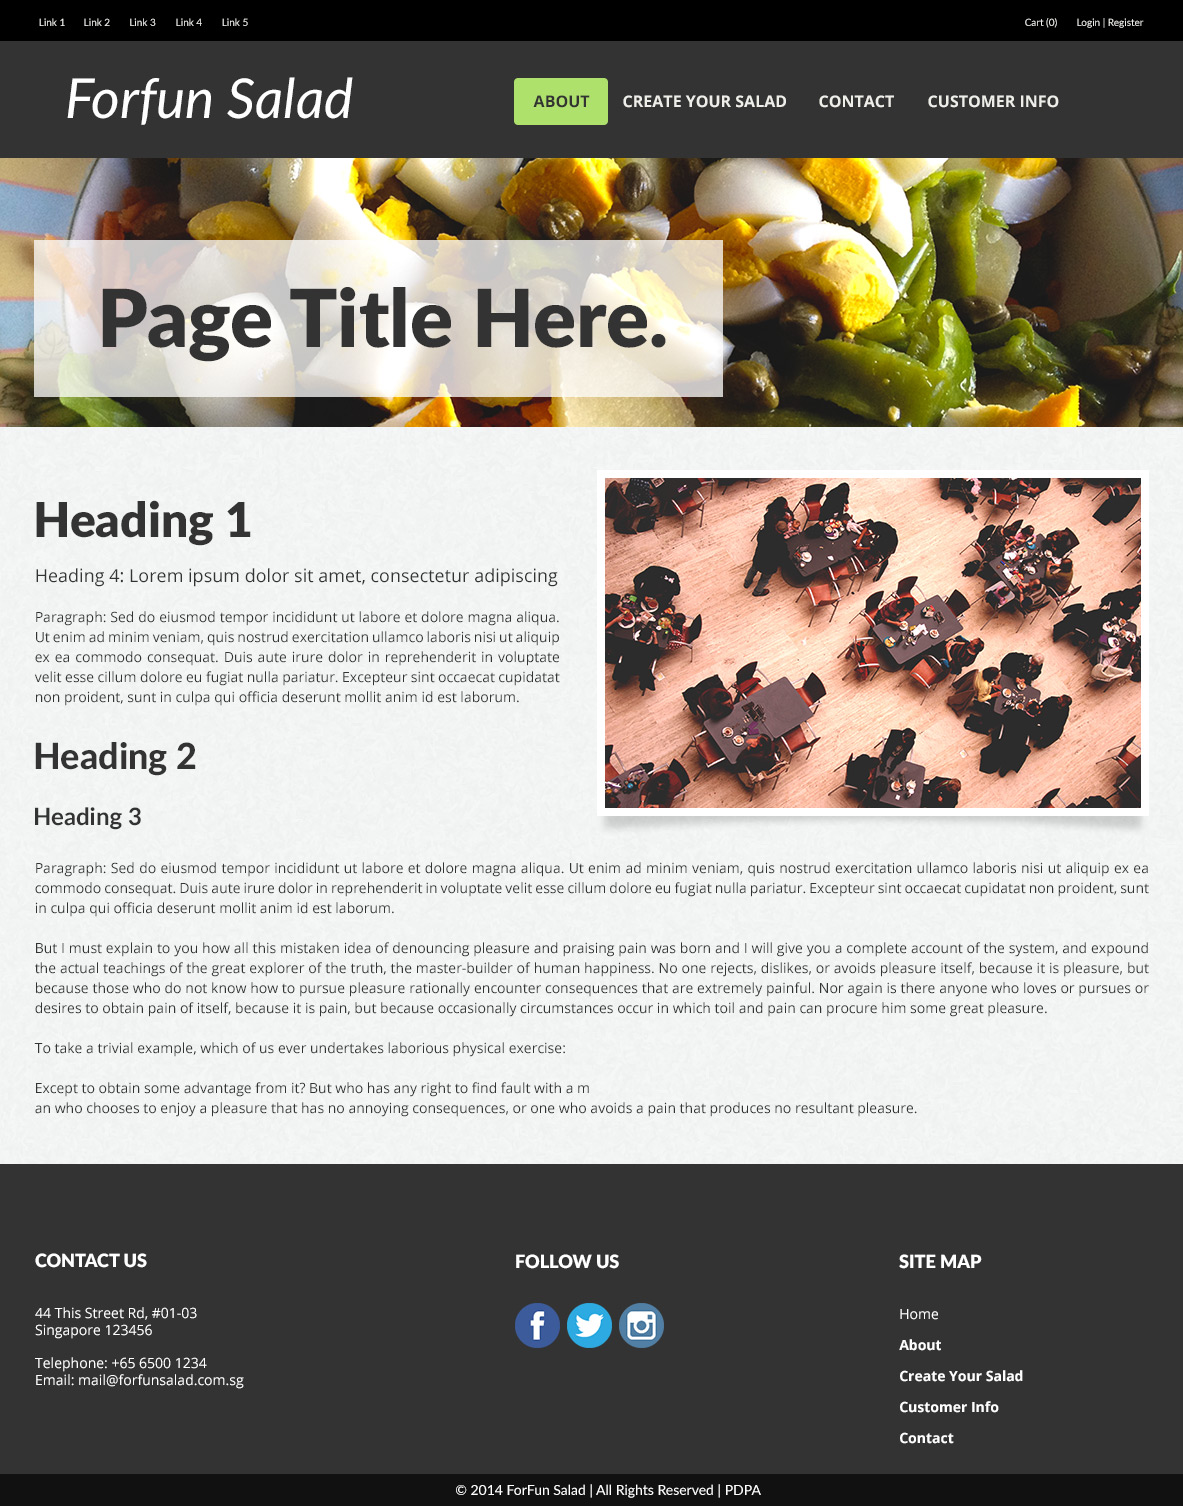 Link 1 Link 2 Link 3 Link 4 Link 5 Cart (0) Login | Register
Forfun Salad
ABOUT CREATE YOUR SALAD CONTACT CUSTOMER INFO
Page Title Here.
Heading 1
Heading 4: Lorem ipsum dolor sit amet, consectetur adipiscing
Paragraph: Sed do eiusmod tempor incididunt ut labore et dolore magna aliqua.
Ut enim ad minim veniam, quis nostrud exercitation ullamco laboris nisi ut aliquip
ex ea commodo consequat. Duis aute irure dolor in reprehenderit in voluptate
velit esse cillum dolore eu fugiat nulla pariatur. Excepteur sint occaecat cupidatat
non proident, sunt in culpa qui officia deserunt mollit anim id est laborum.
Heading 2
Heading 3
Paragraph: Sed do eiusmod tempor incididunt ut labore et dolore magna aliqua. Ut enim ad minim veniam, quis nostrud exercitation ullamco laboris nisi ut aliquip ex ea
commodo consequat. Duis aute irure dolor in reprehenderit in voluptate velit esse cillum dolore eu fugiat nulla pariatur. Excepteur sint occaecat cupidatat non proident, sunt
in culpa qui officia deserunt mollit anim id est laborum.
But I must explain to you how all this mistaken idea of denouncing pleasure and praising pain was born and I will give you a complete account of the system, and expound
the actual teachings of the great explorer of the truth, the master-builder of human happiness. No one rejects, dislikes, or avoids pleasure itself, because it is pleasure, but
because those who do not know how to pursue pleasure rationally encounter consequences that are extremely painful. Nor again is there anyone who loves or pursues or
desires to obtain pain of itself, because it is pain, but because occasionally circumstances occur in which toil and pain can procure him some great pleasure.
To take a trivial example, which of us ever undertakes laborious physical exercise:
Except to obtain some advantage from it? But who has any right to find fault with a m
an who chooses to enjoy a pleasure that has no annoying consequences, or one who avoids a pain that produces no resultant pleasure.
CONTACT US
44 This Street Rd, #01-03
Singapore 123456
Telephone: +65 6500 1234
Email: mail@forfunsalad.com.sg
FOLLOW US
SITE MAP
Home
About
Create Your Salad
Customer Info
Contact
© 2014 ForFun Salad | All Rights Reserved | PDPA